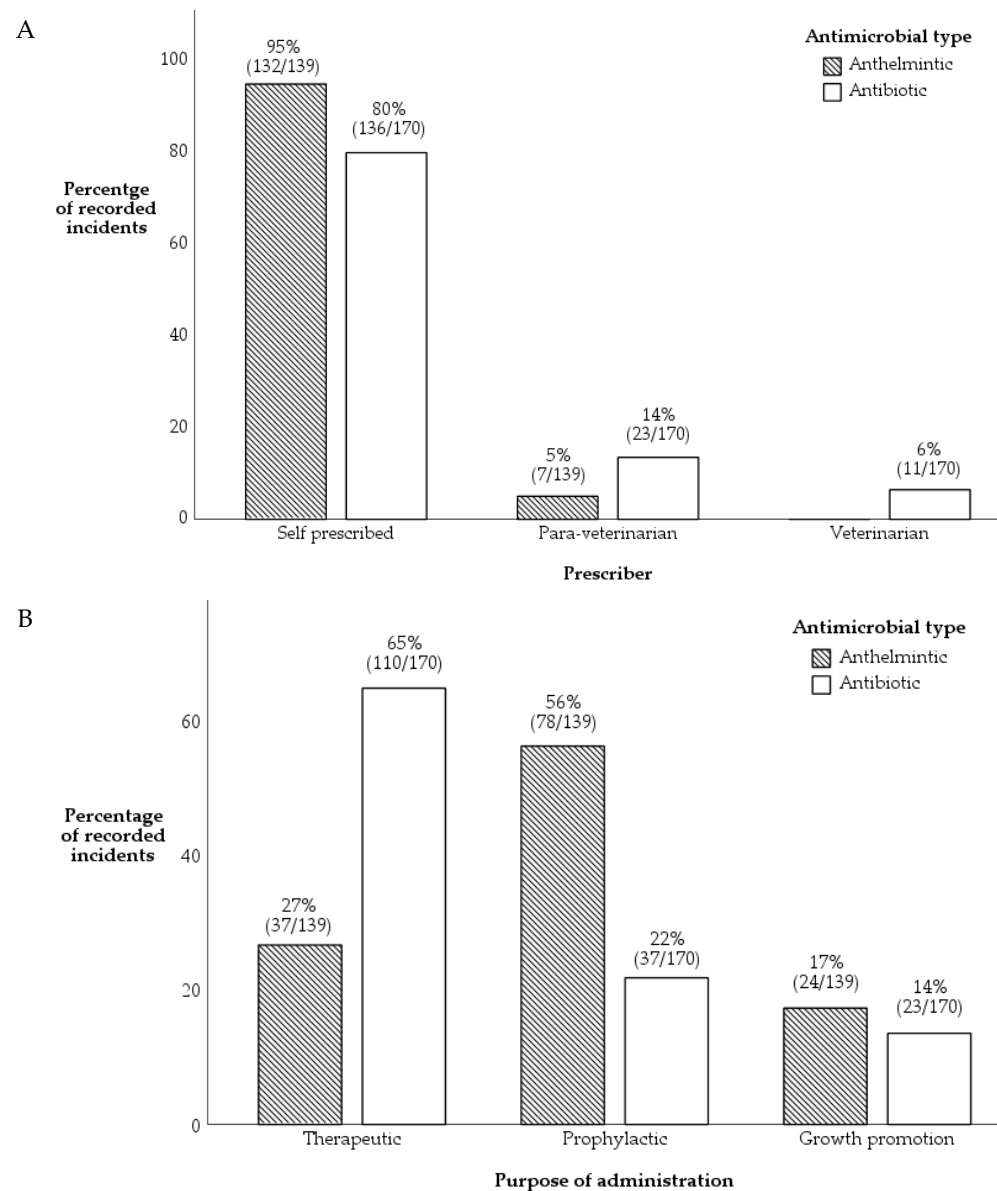 A
Antimicrobial type
Anthelmintic
Antibiotic
95%
(132/139)
80%
(136/170)
5%
(7/139)
14%
(23/170)
6%
(11/170)
100
80
60
40
20
0
Percentge
of recorded
incidents
Self prescribed
Para-veterinarian
Veterinarian
Prescriber
B
Antimicrobial type
Anthelmintic
Antibiotic
27%
(37/139)
65%
(110/170)
56%
(78/139)
22%
(37/170)
17%
(24/139)
14%
(23/170)
60
40
20
0
Percentage
of recorded
incidents
Therapeutic
Prophylactic
Growth promotion
Purpose of administration